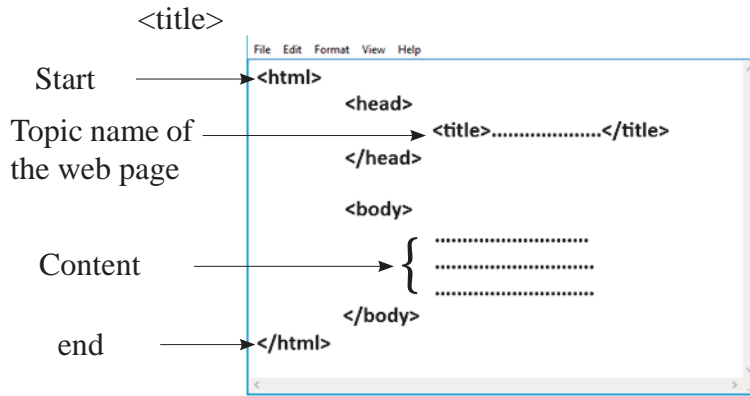 <title>
File Edit Format View Help
Start
<html>
<head>
Topic name of
the web page
<title>....................</title>
</head>
<body>
Content
{
............................
.............................
.............................
</body>
end
</html>